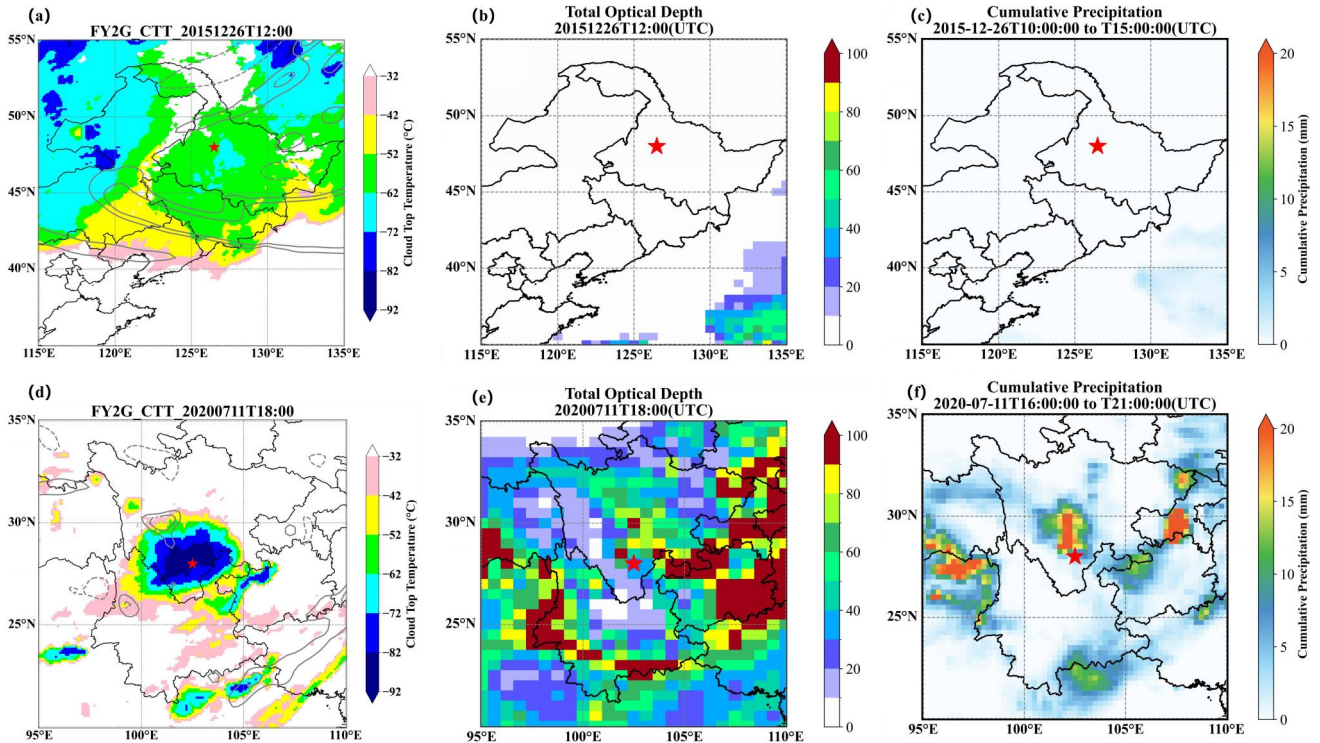 (a)
FY2G_CTT_20151226T12:00
55°N
50°N
45°N
40°N
115°E 120°E 125°E 130°E 135°E
−32
−42
−52
−62
−72
−82
−92
Cloud Top Temperature (°C)
(b)
Total Optical Depth
20151226T12:00(UTC)
55°N
50°N
45°N
40°N
115°E 120°E 125°E 130°E 135°E
100
80
60
40
20
0
(c)
Cumulative Precipitation
2015-12-26T10:00:00 to T15:00:00(UTC)
55°N
50°N
45°N
40°N
115°E 120°E 125°E 130°E 135°E
20
15
10
5
0
Cumulative Precipitation (mm)
(d)
FY2G_CTT_20200711T18:00
35°N
30°N
25°N
95°E 100°E 105°E 110°E
−32
−42
−52
−62
−72
−82
−92
Cloud Top Temperature (°C)
(e)
Total Optical Depth
20200711T18:00(UTC)
35°N
30°N
25°N
95°E 100°E 105°E 110°E
100
80
60
40
20
0
(f)
Cumulative Precipitation
2020-07-11T16:00:00 to T21:00:00(UTC)
35°N
30°N
25°N
95°E 100°E 105°E 110°E
20
15
10
5
0
Cumulative Precipitation (mm)